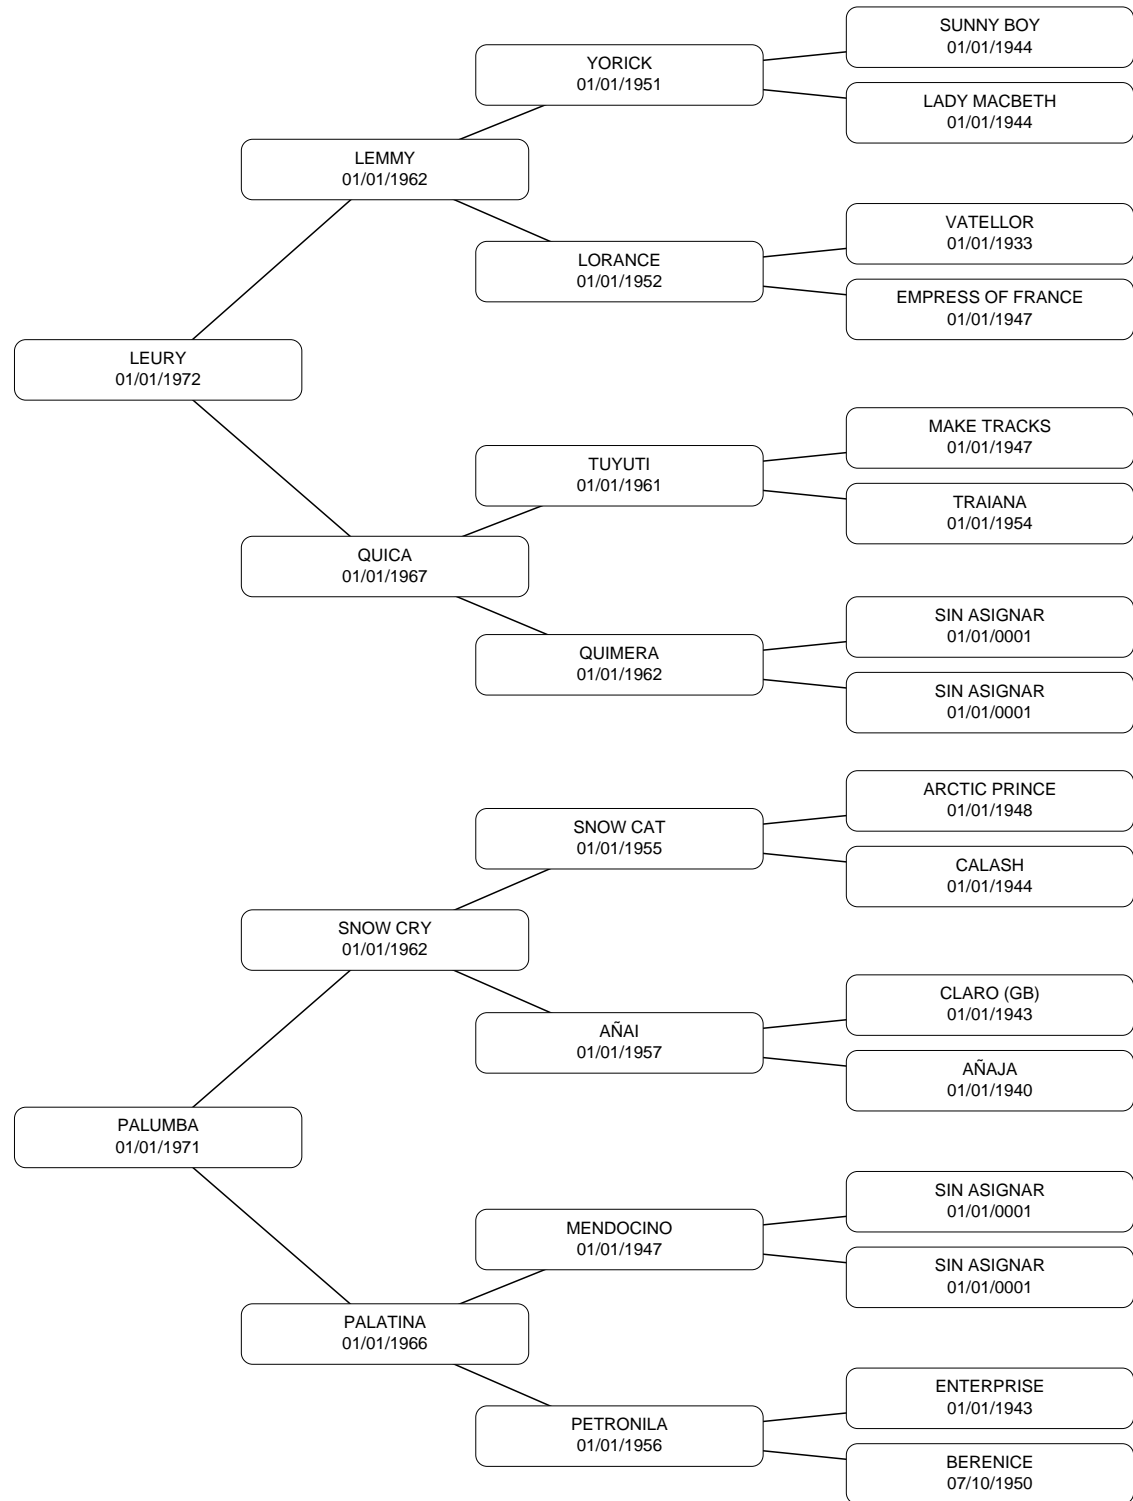 SUNNY BOY
01/01/1944
YORICK
01/01/1951
LADY MACBETH
01/01/1944
LEMMY
01/01/1962
VATELLOR
01/01/1933
LORANCE
01/01/1952
EMPRESS OF FRANCE
01/01/1947
LEURY
01/01/1972
MAKE TRACKS
01/01/1947
TUYUTI
01/01/1961
TRAIANA
01/01/1954
QUICA
01/01/1967
SIN ASIGNAR
01/01/0001
QUIMERA
01/01/1962
SIN ASIGNAR
01/01/0001
ARCTIC PRINCE
01/01/1948
SNOW CAT
01/01/1955
CALASH
01/01/1944
SNOW CRY
01/01/1962
CLARO (GB)
01/01/1943
AÑAI
01/01/1957
AÑAJA
01/01/1940
PALUMBA
01/01/1971
SIN ASIGNAR
01/01/0001
MENDOCINO
01/01/1947
SIN ASIGNAR
01/01/0001
PALATINA
01/01/1966
ENTERPRISE
01/01/1943
PETRONILA
01/01/1956
BERENICE
07/10/1950